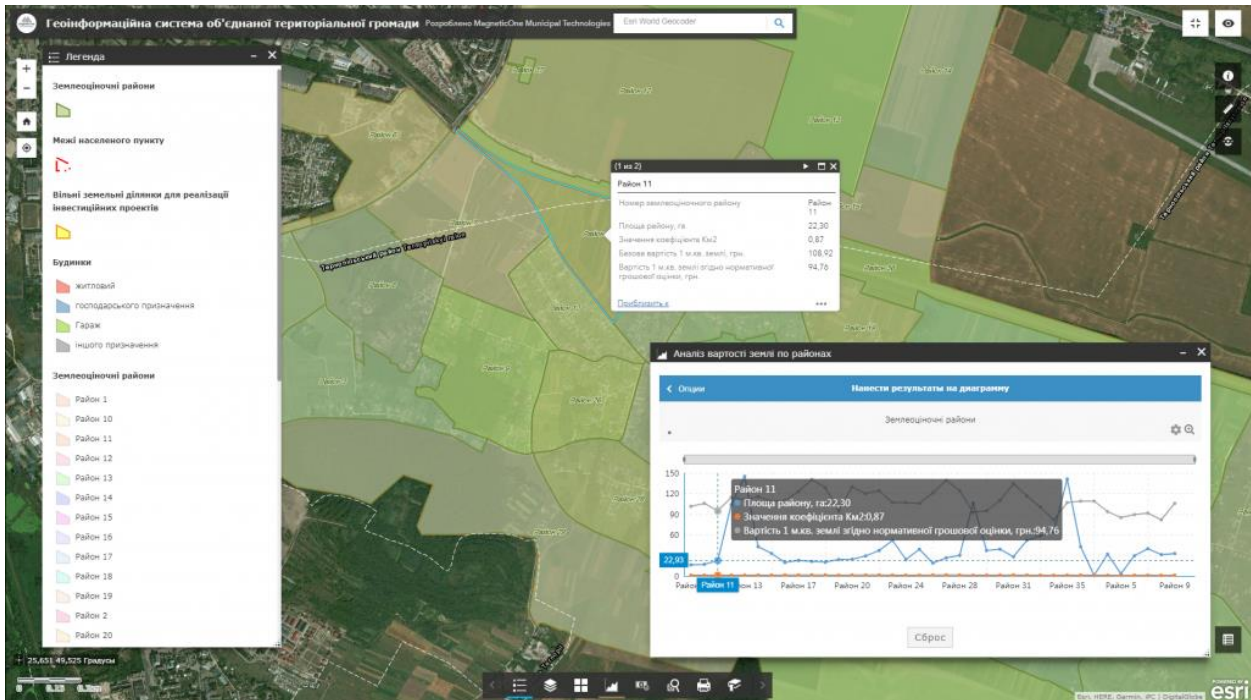 Геоінформаційна система об'єднаної територіальної громади Розроблено MagneticOne Municipal Technologies
Esri World Geocoder
Легенда
Землеоціночні райони
Межі населеного пункту
Вільні земельні ділянки для реалізації
інвестиційних проектів
Будинки
житловий
господарського призначення
Гараж
іншого призначення
Землеоціночні райони
Район 1
Район 10
Район 11
Район 12
Район 13
Район 14
Район 15
Район 16
Район 17
Район 18
Район 19
Район 2
Район 20
(1 из 2)
Район 11
Номер землеоціночного району Район
11
Площа району, га 22,30
Значення коефіцієнта Км2 0,87
Базова вартість 1 м.кв. землі, грн. 108,92
Вартість 1 м.кв. землі згідно нормативної 94,76
грошової оцінки, грн.
Приблизить к
Аналіз вартості землі по районах
Опции
Нанести результаты на диаграмму
Землеоціночні райони
150
120
90
60
22,93
0
Район 11
Площа району, га:22,30
Значення коефіцієнта Км2:0,87
Вартість 1 м.кв. землі згідно нормативної грошової оцінки, грн.:94,76
Район 11
Район 17
Район 20
Район 24
Район 28
Район 31
Район 35
Район 5
Район 9
Сброс
25,651 49,525 Градусы
POWERED BY
esri
Esri, HERE, Garmin, iPC | DigitalGlobe